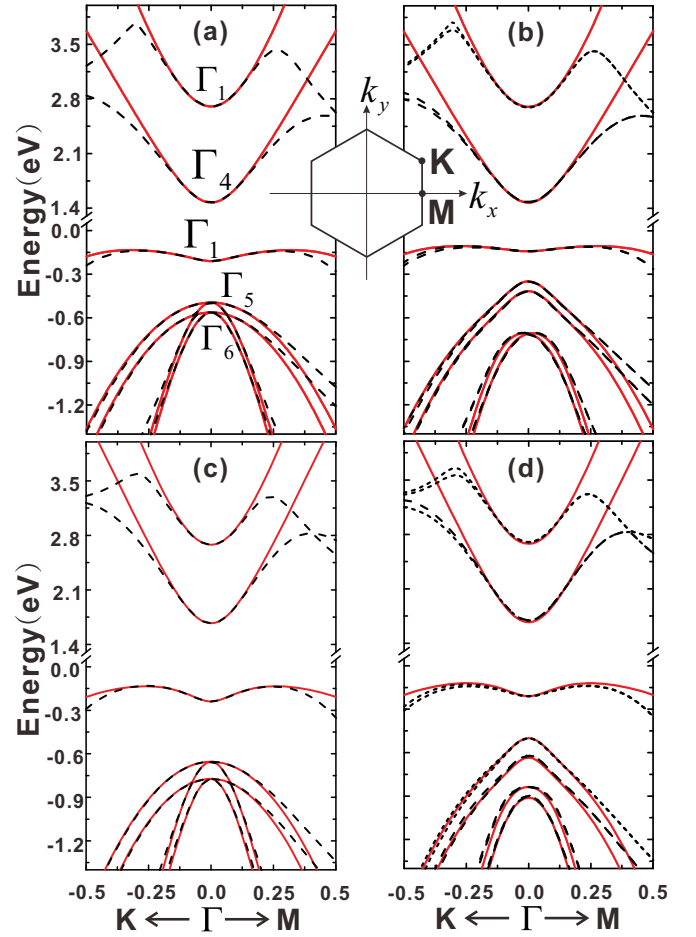 (a)
(b)
3.5
2.8
2.1
1.4
0.0
-0.3
-0.6
-0.9
-1.2
Energy(eV)
Γ1
Γ4
Γ1
Γ5
Γ6
k_y
K
M
k_x
(c)
(d)
3.5
2.8
2.1
1.4
0.0
-0.3
-0.6
-0.9
-1.2
Energy(eV)
-0.5 -0.25 0.0 0.25 0.5
-0.5 -0.25 0.0 0.25 0.5
K ← Γ → M
K ← Γ → M